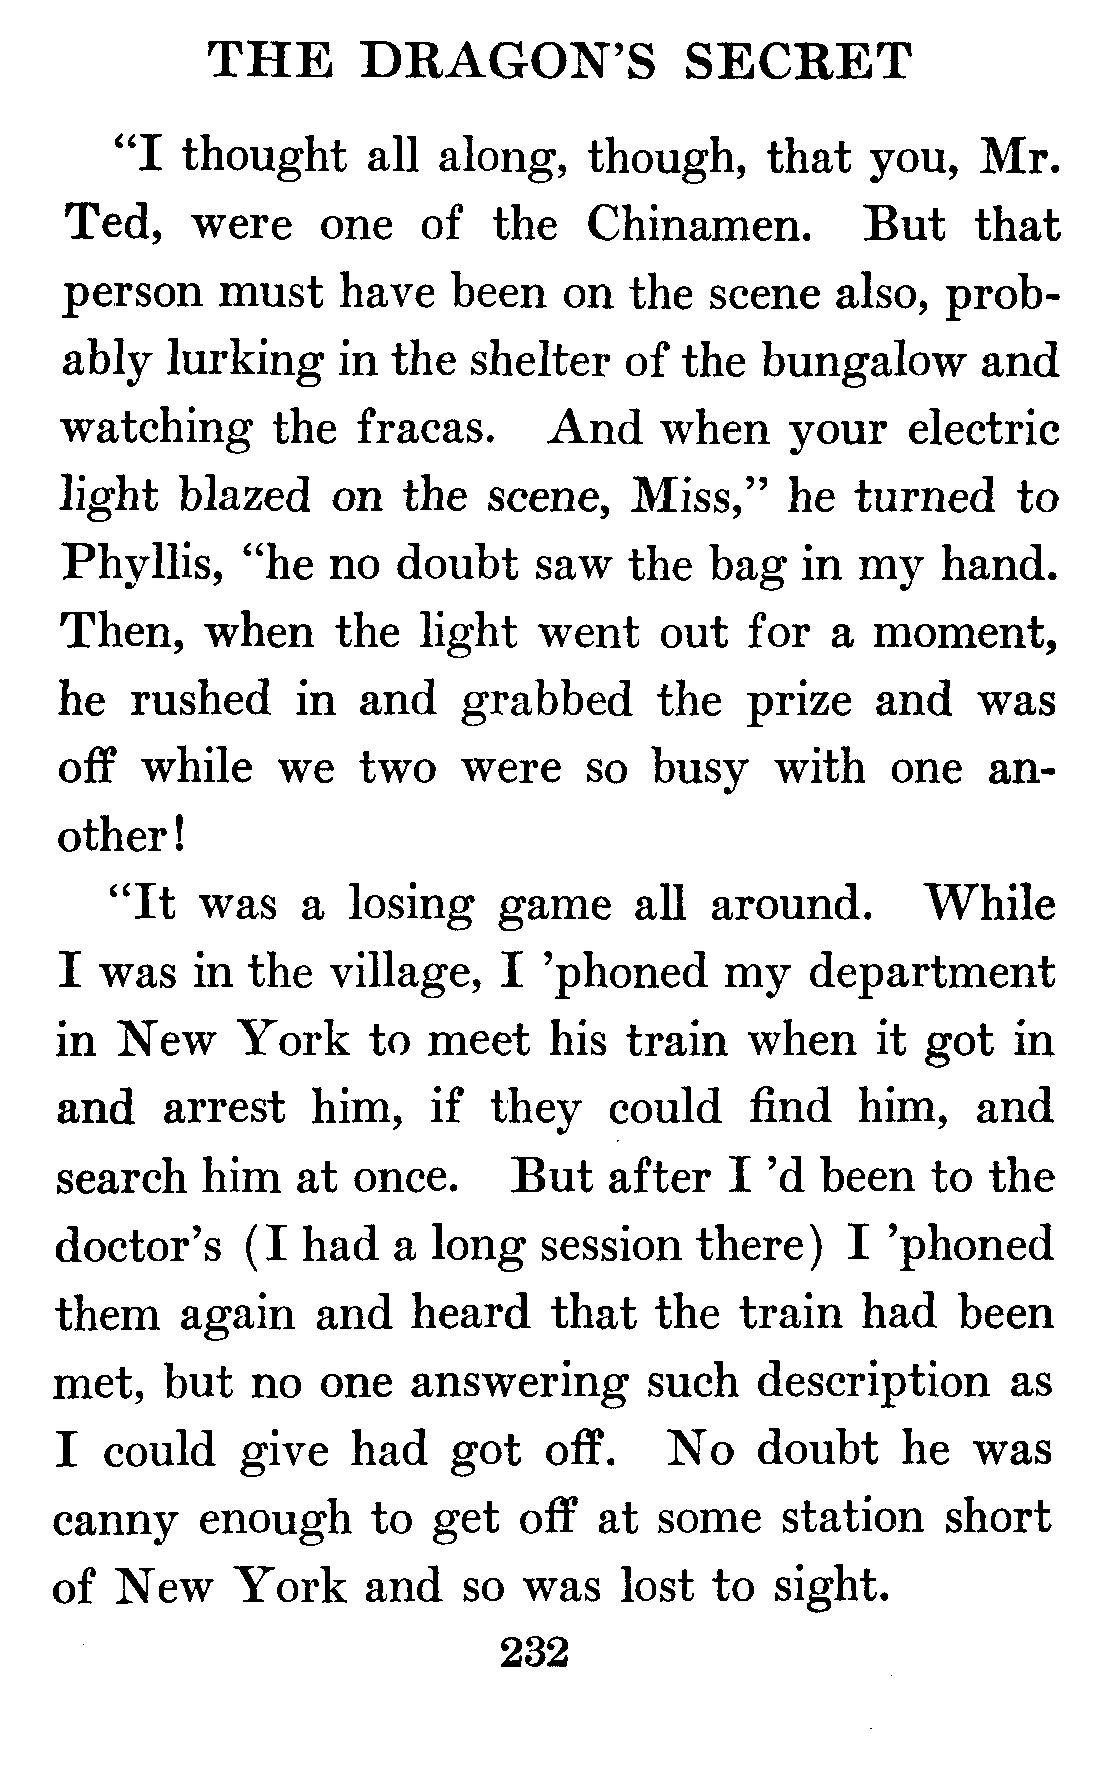 THE DRAGON'S SECRET
“I thought all along, though, that you, Mr.
Ted, were one of the Chinamen. But that
person must have been on the scene also, prob-
ably lurking in the shelter of the bungalow and
watching the fracas. And when your electric
light blazed on the scene, Miss,” he turned to
Phyllis, “he no doubt saw the bag in my hand.
Then, when the light went out for a moment,
he rushed in and grabbed the prize and was
off while we two were so busy with one an-
other!
“It was a losing game all around. While
I was in the village, I ’phoned my department
in New York to meet his train when it got in
and arrest him, if they could find him, and
search him at once. But after I ’d been to the
doctor’s (I had a long session there) I ’phoned
them again and heard that the train had been
met, but no one answering such description as
I could give had got off. No doubt he was
canny enough to get off at some station short
of New York and so was lost to sight.
232